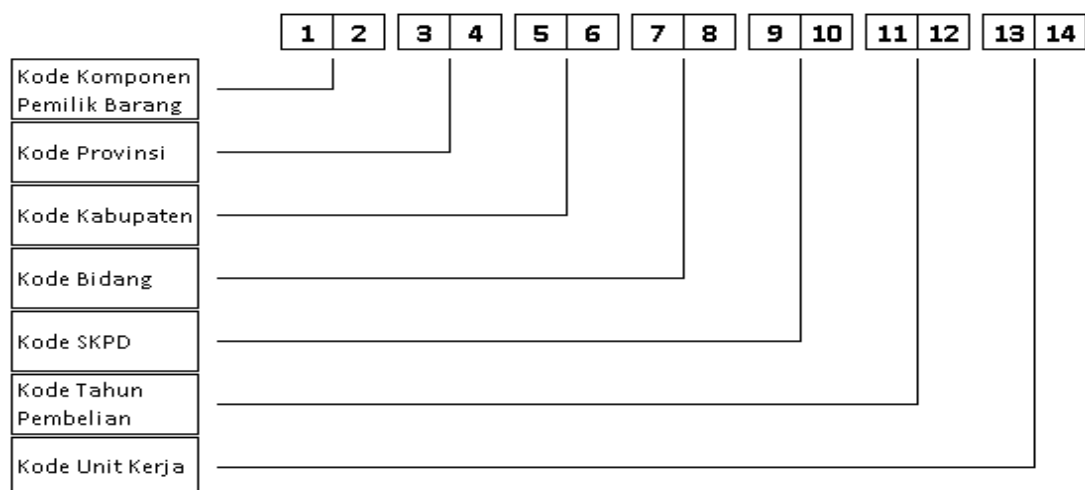 1 2 3 4 5 6 7 8 9 10 11 12 13 14
Kode Komponen
Pemilik Barang
Kode Provinsi
Kode Kabupaten
Kode Bidang
Kode SKPD
Kode Tahun
Pembelian
Kode Unit Kerja